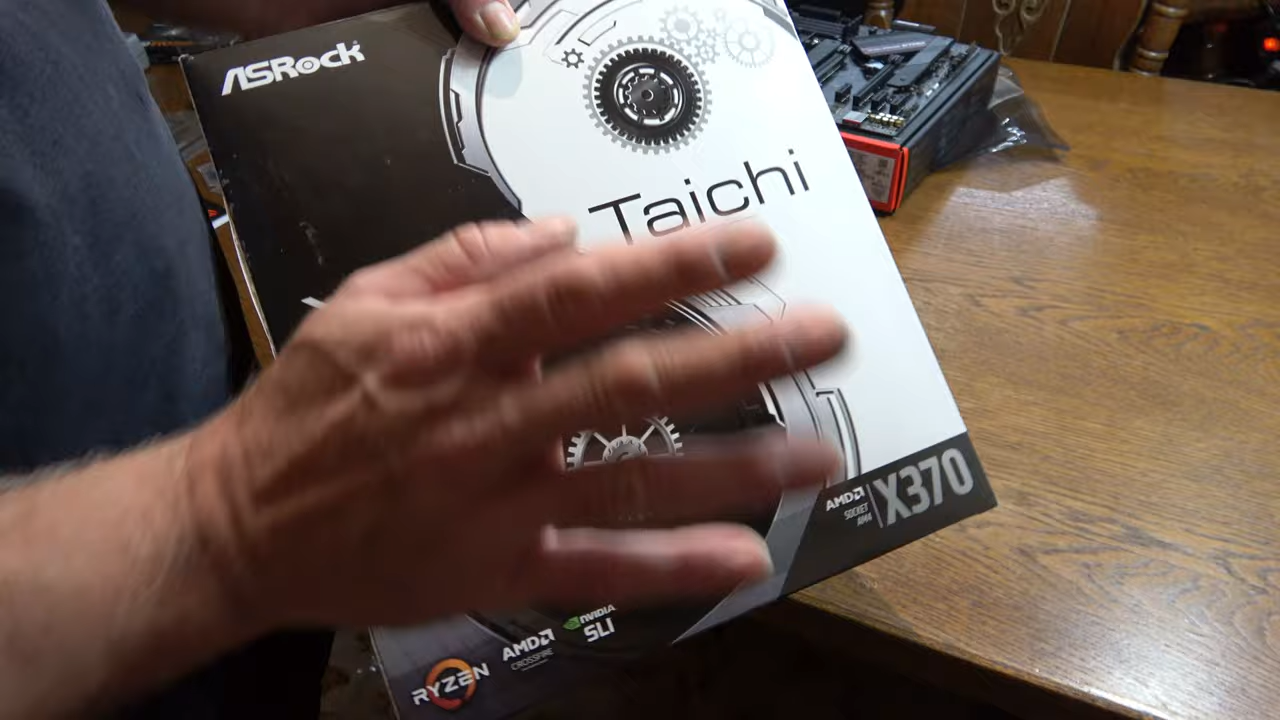 ASRock
Taichi
AMD
SOCKET
AM4
X370
NVIDIA
SLI
AMD
CROSSFIRE
RYZEN